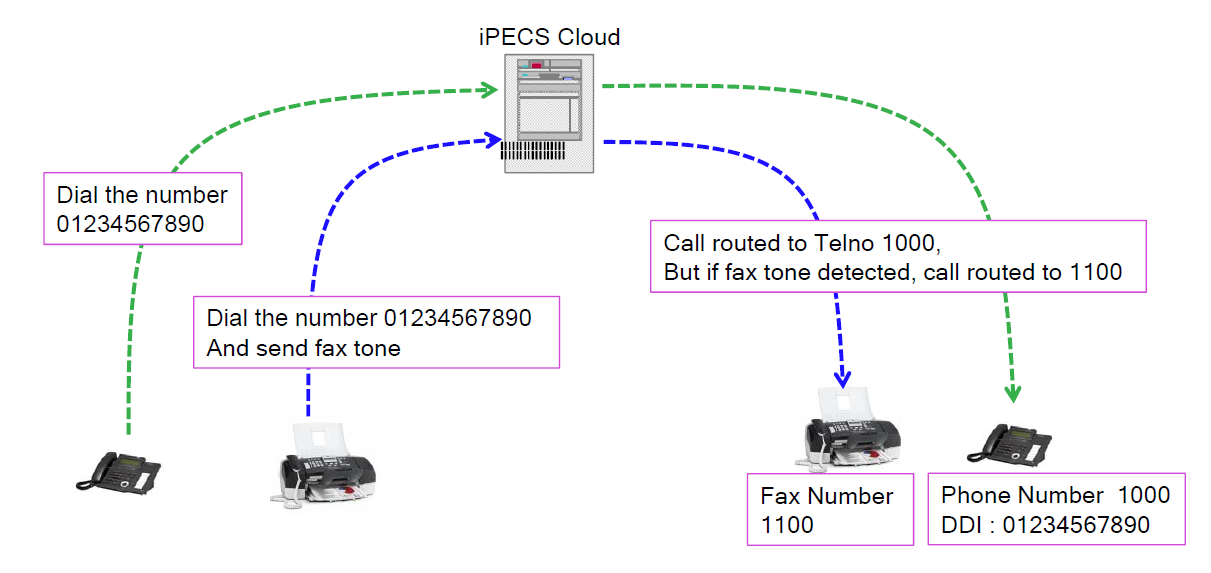 iPECS Cloud
Dial the number
01234567890
Dial the number 01234567890
And send fax tone
Call routed to Telno 1000,
But if fax tone detected, call routed to 1100
Fax Number
1100
Phone Number  1000
DDI : 01234567890